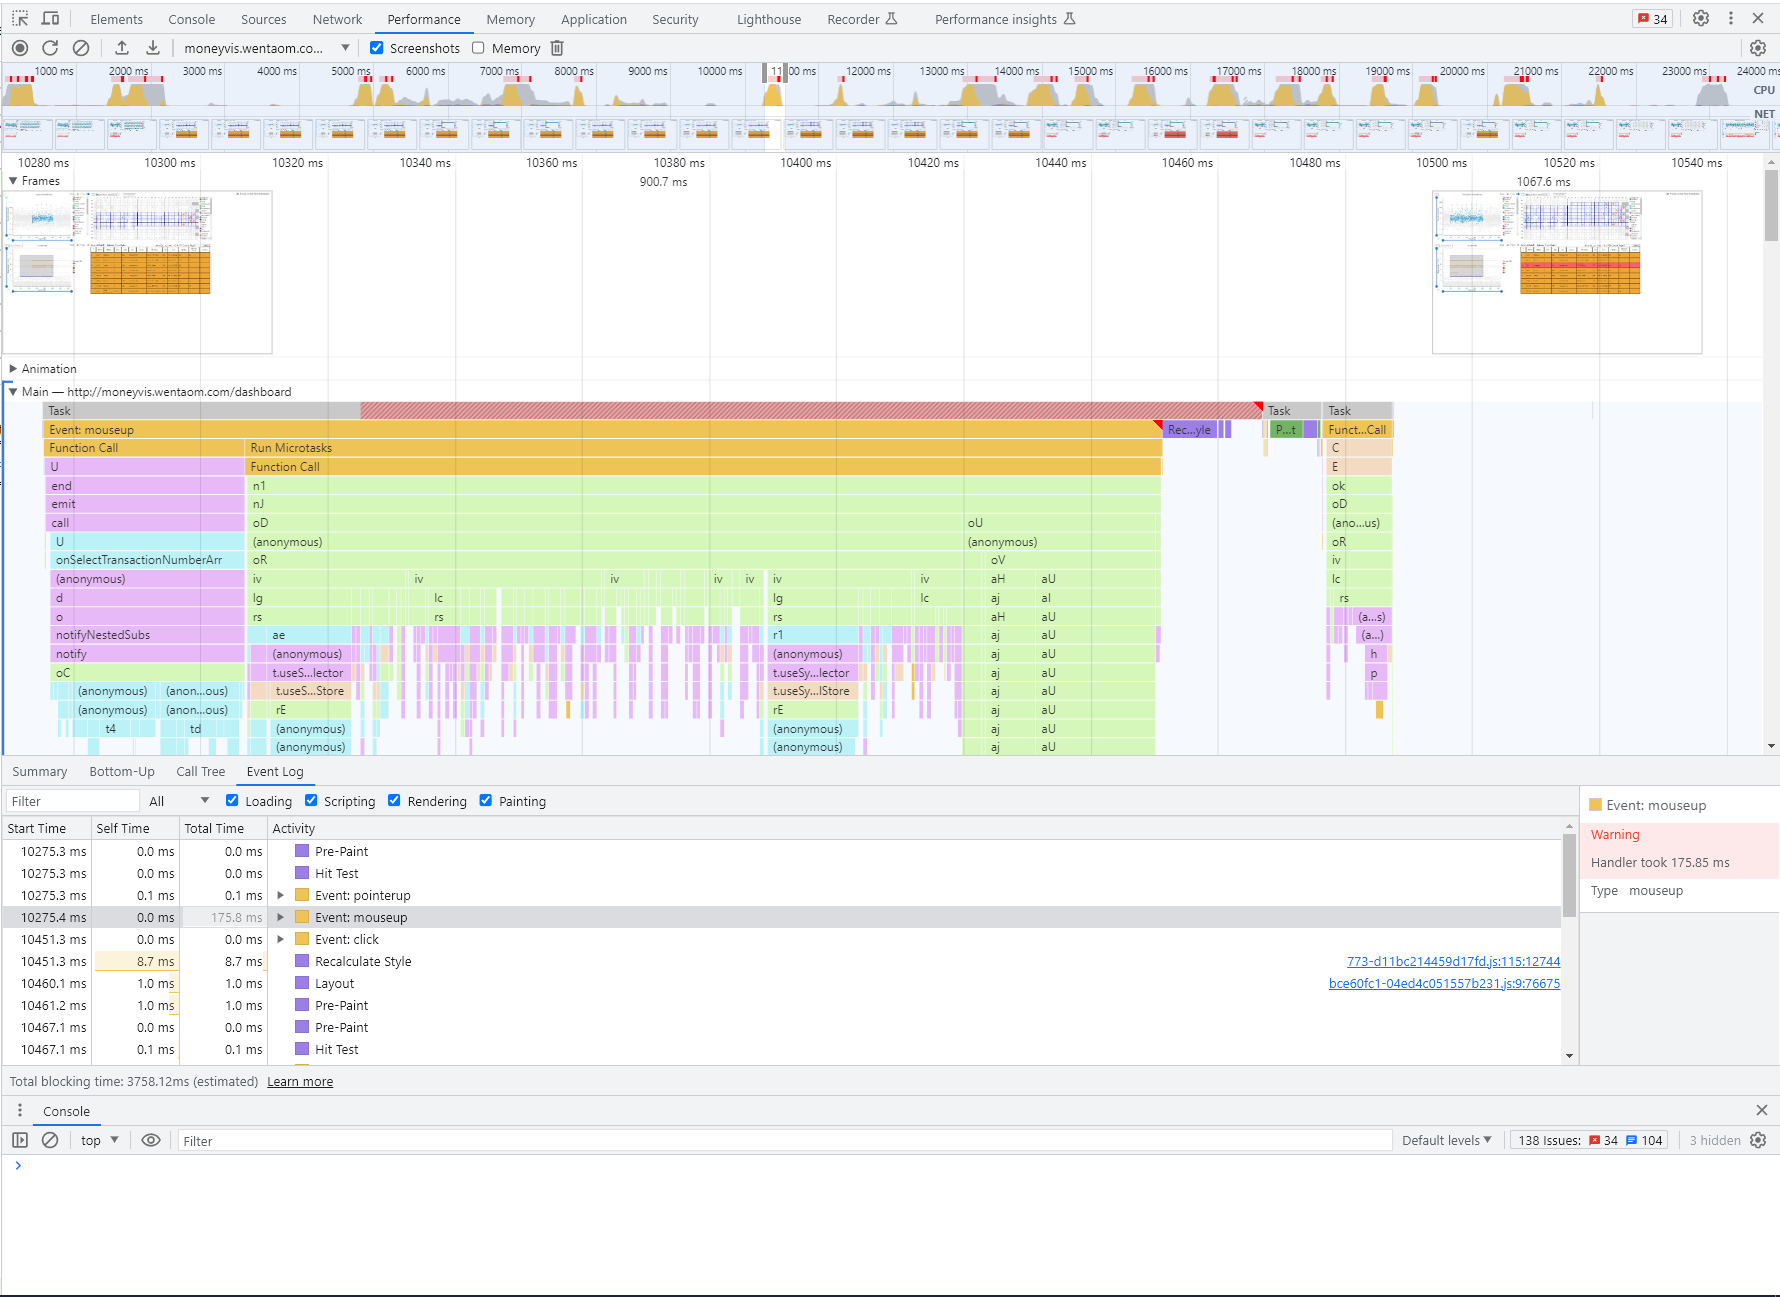 Elements Console Sources Network Performance Memory Application Security Lighthouse Recorder Performance insights 34
moneyvis.wentaom.co... Screenshots Memory
1000 ms 2000 ms 3000 ms 4000 ms 5000 ms 6000 ms 7000 ms 8000 ms 9000 ms 10000 ms 11 00 ms 12000 ms 13000 ms 14000 ms 15000 ms 16000 ms 17000 ms 18000 ms 19000 ms 20000 ms 21000 ms 22000 ms 23000 ms 24000 ms
CPU
NET
10280 ms 10300 ms 10320 ms 10340 ms 10360 ms 10380 ms 10400 ms 10420 ms 10440 ms 10460 ms 10480 ms 10500 ms 10520 ms 10540 ms
Frames 900.7 ms 1067.6 ms
Animation
Main — http://moneyvis.wentaom.com/dashboard
Task Task Task
Event: mouseup Rec...yle P...t Funct...Call
Function Call Run Microtasks C
U Function Call E
end n1 ok
emit nJ oD
call oD oU (ano...us)
U (anonymous) (anonymous) oR
onSelectTransactionNumberArr oR oV iv
(anonymous) iv iv iv iv iv iv iv aH aU lc
d lg lc lg lc aj al rs
o rs rs rs aH aU (a...s)
notifyNestedSubs ae r1 aj aU (a...)
notify (anonymous) (anonymous) aj aU h
oC t.useS...lector t.useSy...lector aj aU p
(anonymous) (anon...ous) t.useS...Store t.useSy...lStore aj aU
(anonymous) (anon...ous) rE rE aj aU
t4 td (anonymous) (anonymous) aj aU
(anonymous) (anonymous) aj aU
Summary Bottom-Up Call Tree Event Log
Filter All Loading Scripting Rendering Painting
Start Time Self Time Total Time Activity
10275.3 ms 0.0 ms 0.0 ms Pre-Paint
10275.3 ms 0.0 ms 0.0 ms Hit Test
10275.3 ms 0.1 ms 0.1 ms Event: pointerup
10275.4 ms 0.0 ms 175.8 ms Event: mouseup
10451.3 ms 0.0 ms 0.0 ms Event: click
10451.3 ms 8.7 ms 8.7 ms Recalculate Style 773-d11bc214459d17fd.js:115:12744
10460.1 ms 1.0 ms 1.0 ms Layout bce60fc1-04ed4c051557b231.js:9:76675
10461.2 ms 1.0 ms 1.0 ms Pre-Paint
10467.1 ms 0.0 ms 0.0 ms Pre-Paint
10467.1 ms 0.1 ms 0.1 ms Hit Test
Event: mouseup
Warning
Handler took 175.85 ms
Type mouseup
Total blocking time: 3758.12ms (estimated) Learn more
Console
top Filter Default levels 138 Issues: 34 104 3 hidden